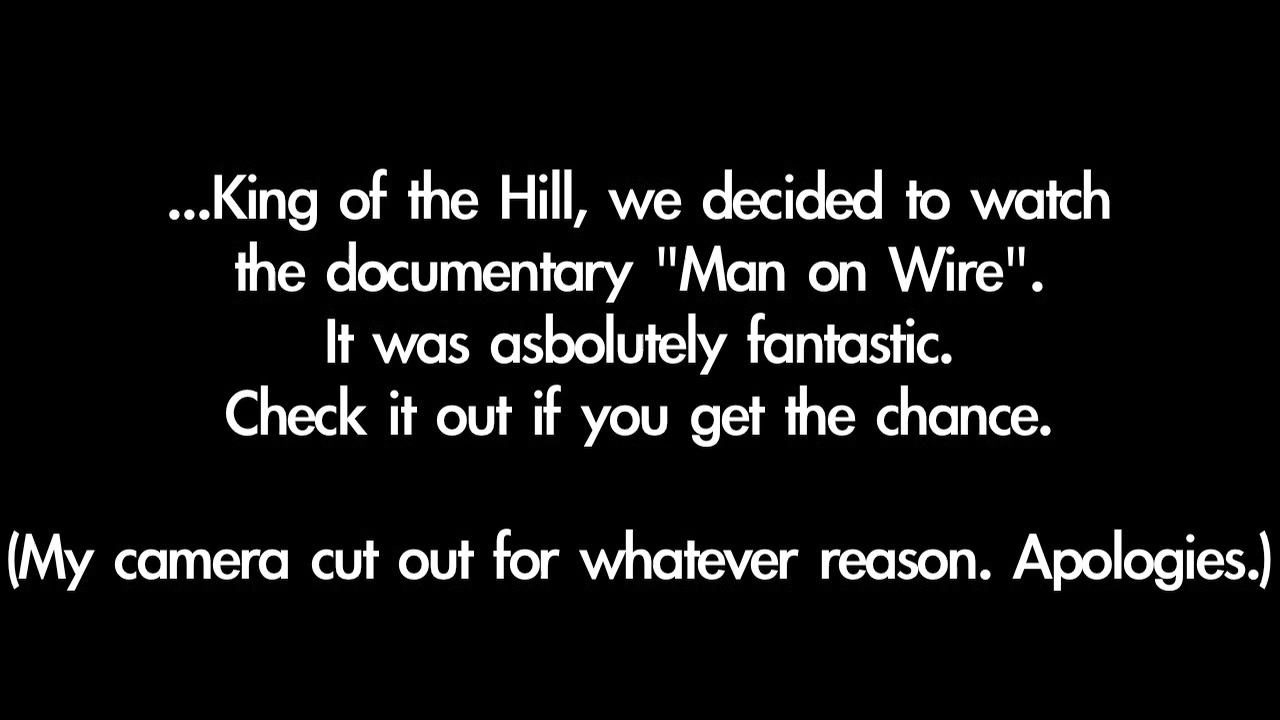 ...King of the Hill, we decided to watch
the documentary "Man on Wire".
It was asbolutely fantastic.
Check it out if you get the chance.
(My camera cut out for whatever reason. Apologies.)